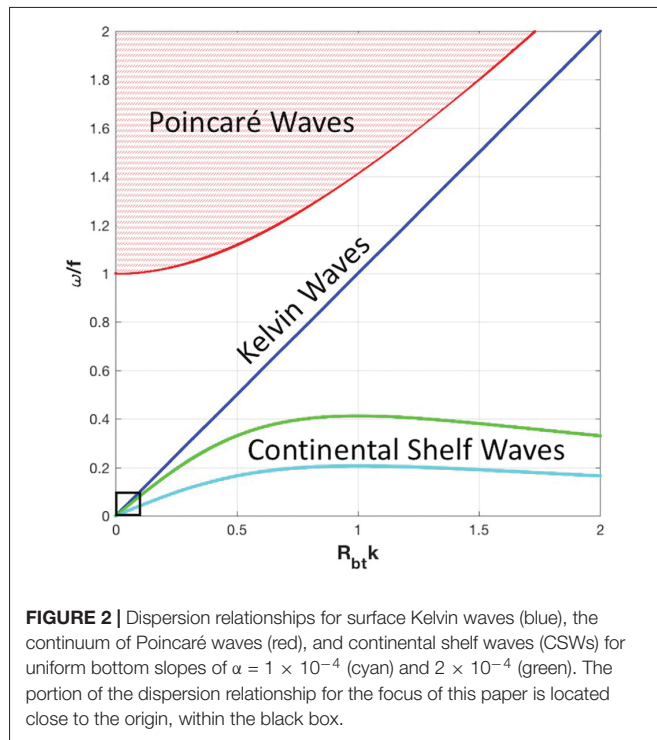 2
1.8
1.6
1.4
1.2
1
0.8
0.6
0.4
0.2
0
ω/f
Poincaré Waves
Kelvin Waves
Continental Shelf Waves
0
0.5
1
1.5
2
R_bt k
FIGURE 2 | Dispersion relationships for surface Kelvin waves (blue), the
continuum of Poincaré waves (red), and continental shelf waves (CSWs) for
uniform bottom slopes of α = 1 × 10⁻⁴ (cyan) and 2 × 10⁻⁴ (green). The
portion of the dispersion relationship for the focus of this paper is located
close to the origin, within the black box.